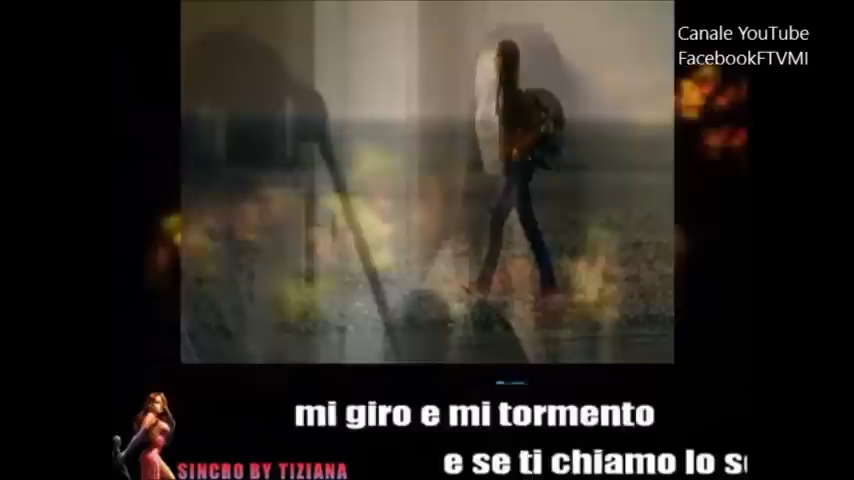 Canale YouTube
FacebookFTVMI
mi giro e mi tormento
e se ti chiamo lo
SINCRO BY TIZIANA